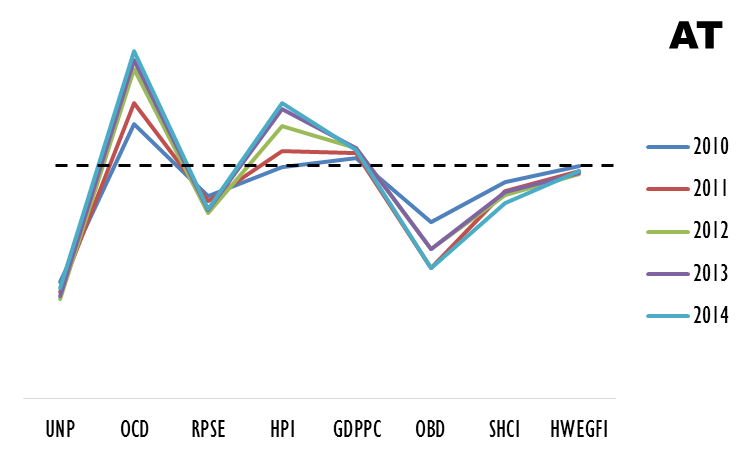 AT
2010
2011
2012
2013
2014
UNP OCD RPSE HPI GDPPC OBD SHCI HWEGFI